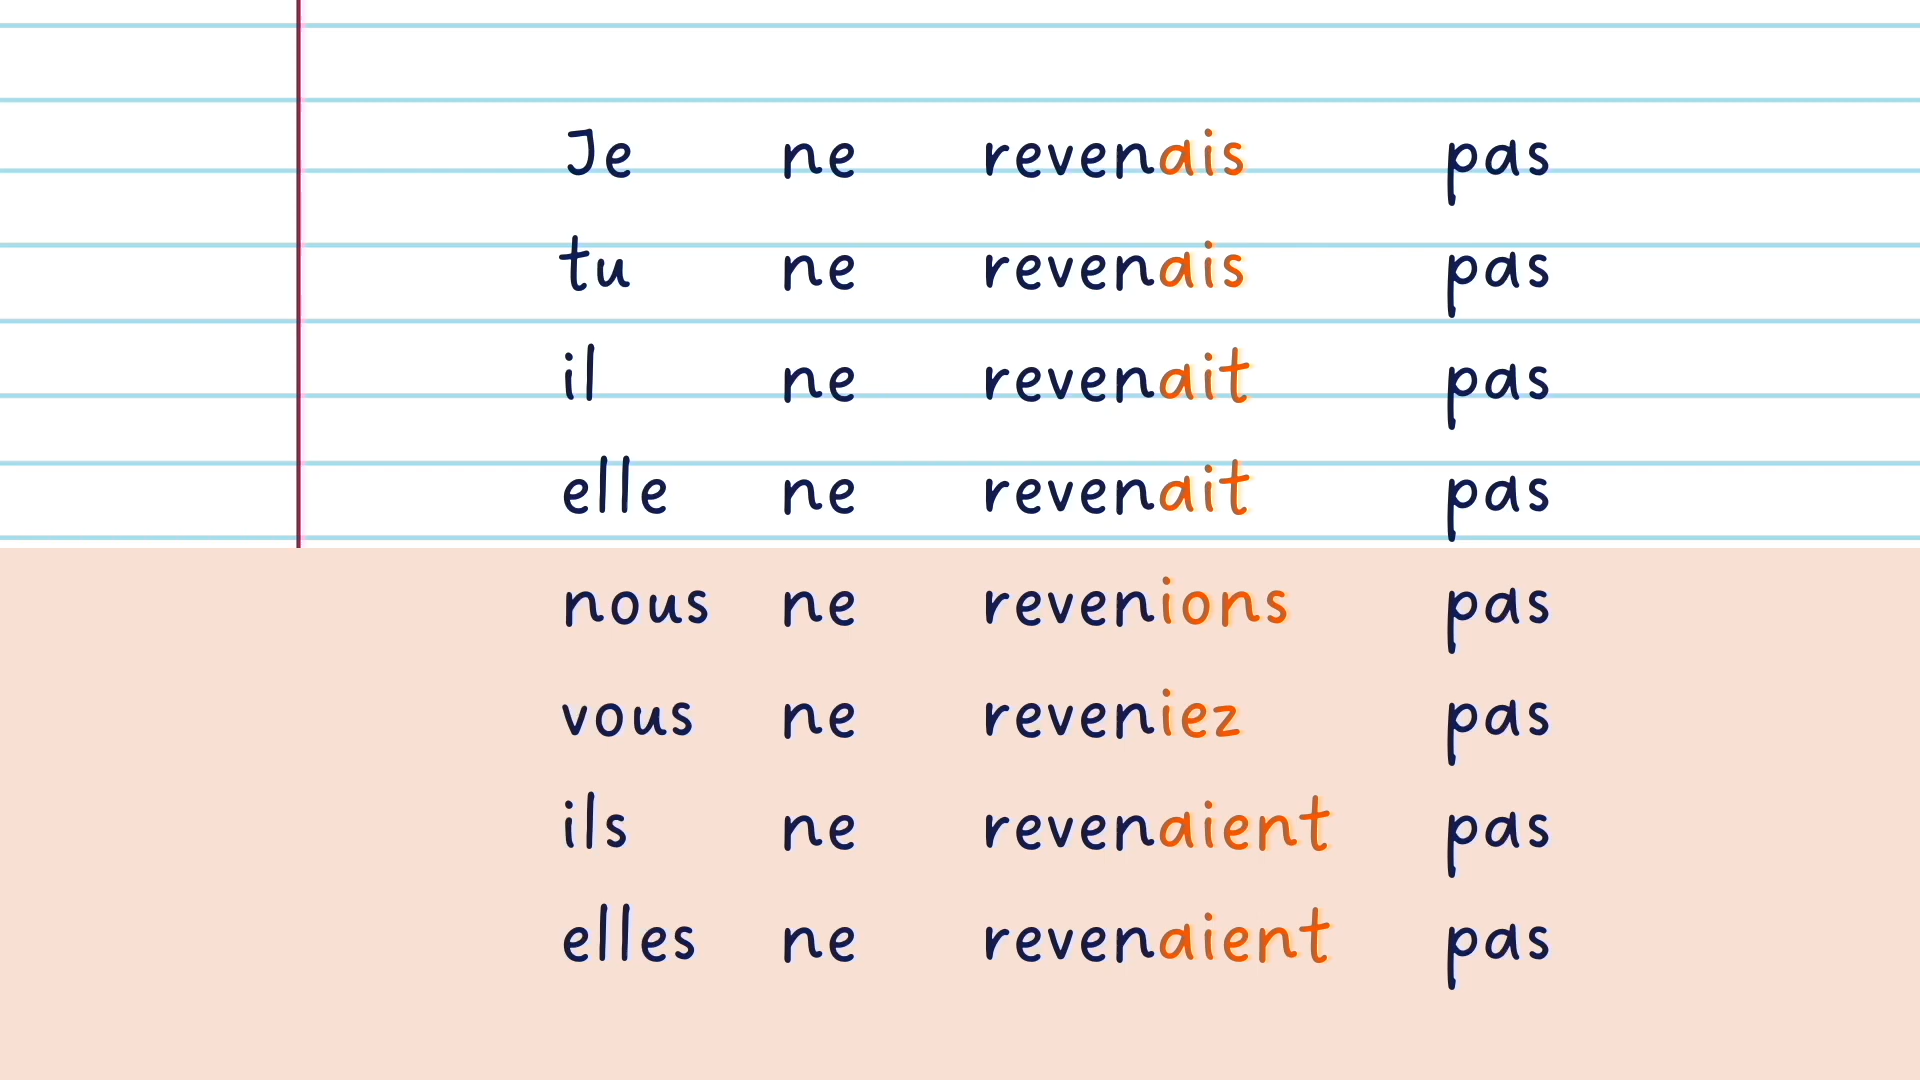 Je ne revenais pas
tu ne revenais pas
il ne revenait pas
elle ne revenait pas
nous ne revenions pas
vous ne reveniez pas
ils ne revenaient pas
elles ne revenaient pas